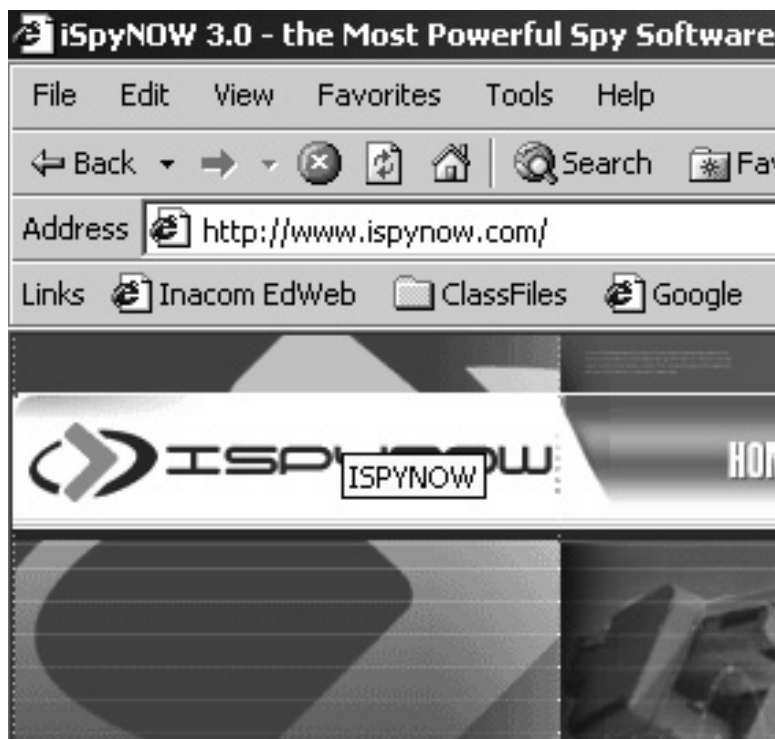 iSpyNOW 3.0 - the Most Powerful Spy Software
File Edit View Favorites Tools Help
Back Search
Address http://www.ispynow.com/
Links Inacom EdWeb ClassFiles Google
ISPYNOW
ISPYNOW